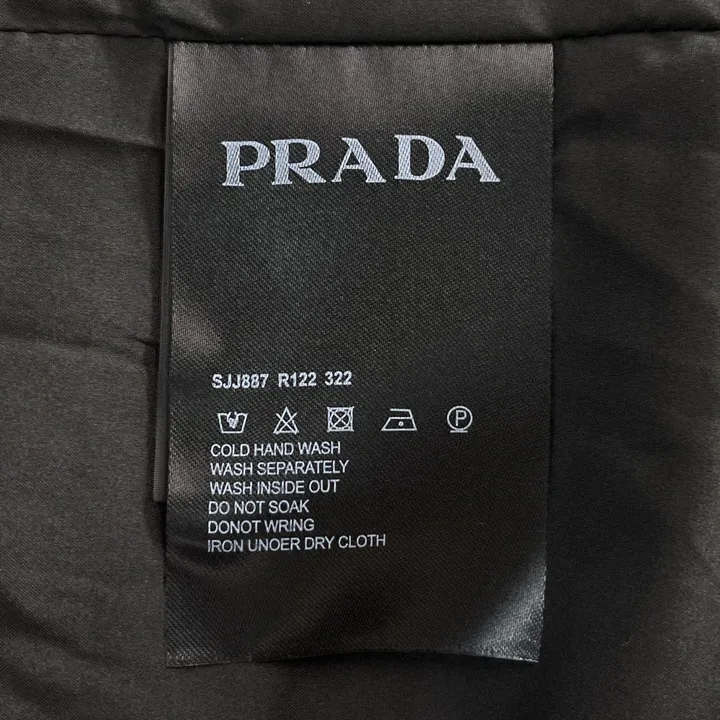 PRADA
SJJ887 R122 322
P
COLD HAND WASH
WASH SEPARATELY
WASH INSIDE OUT
DO NOT SOAK
DONOT WRING
IRON UNOER DRY CLOTH